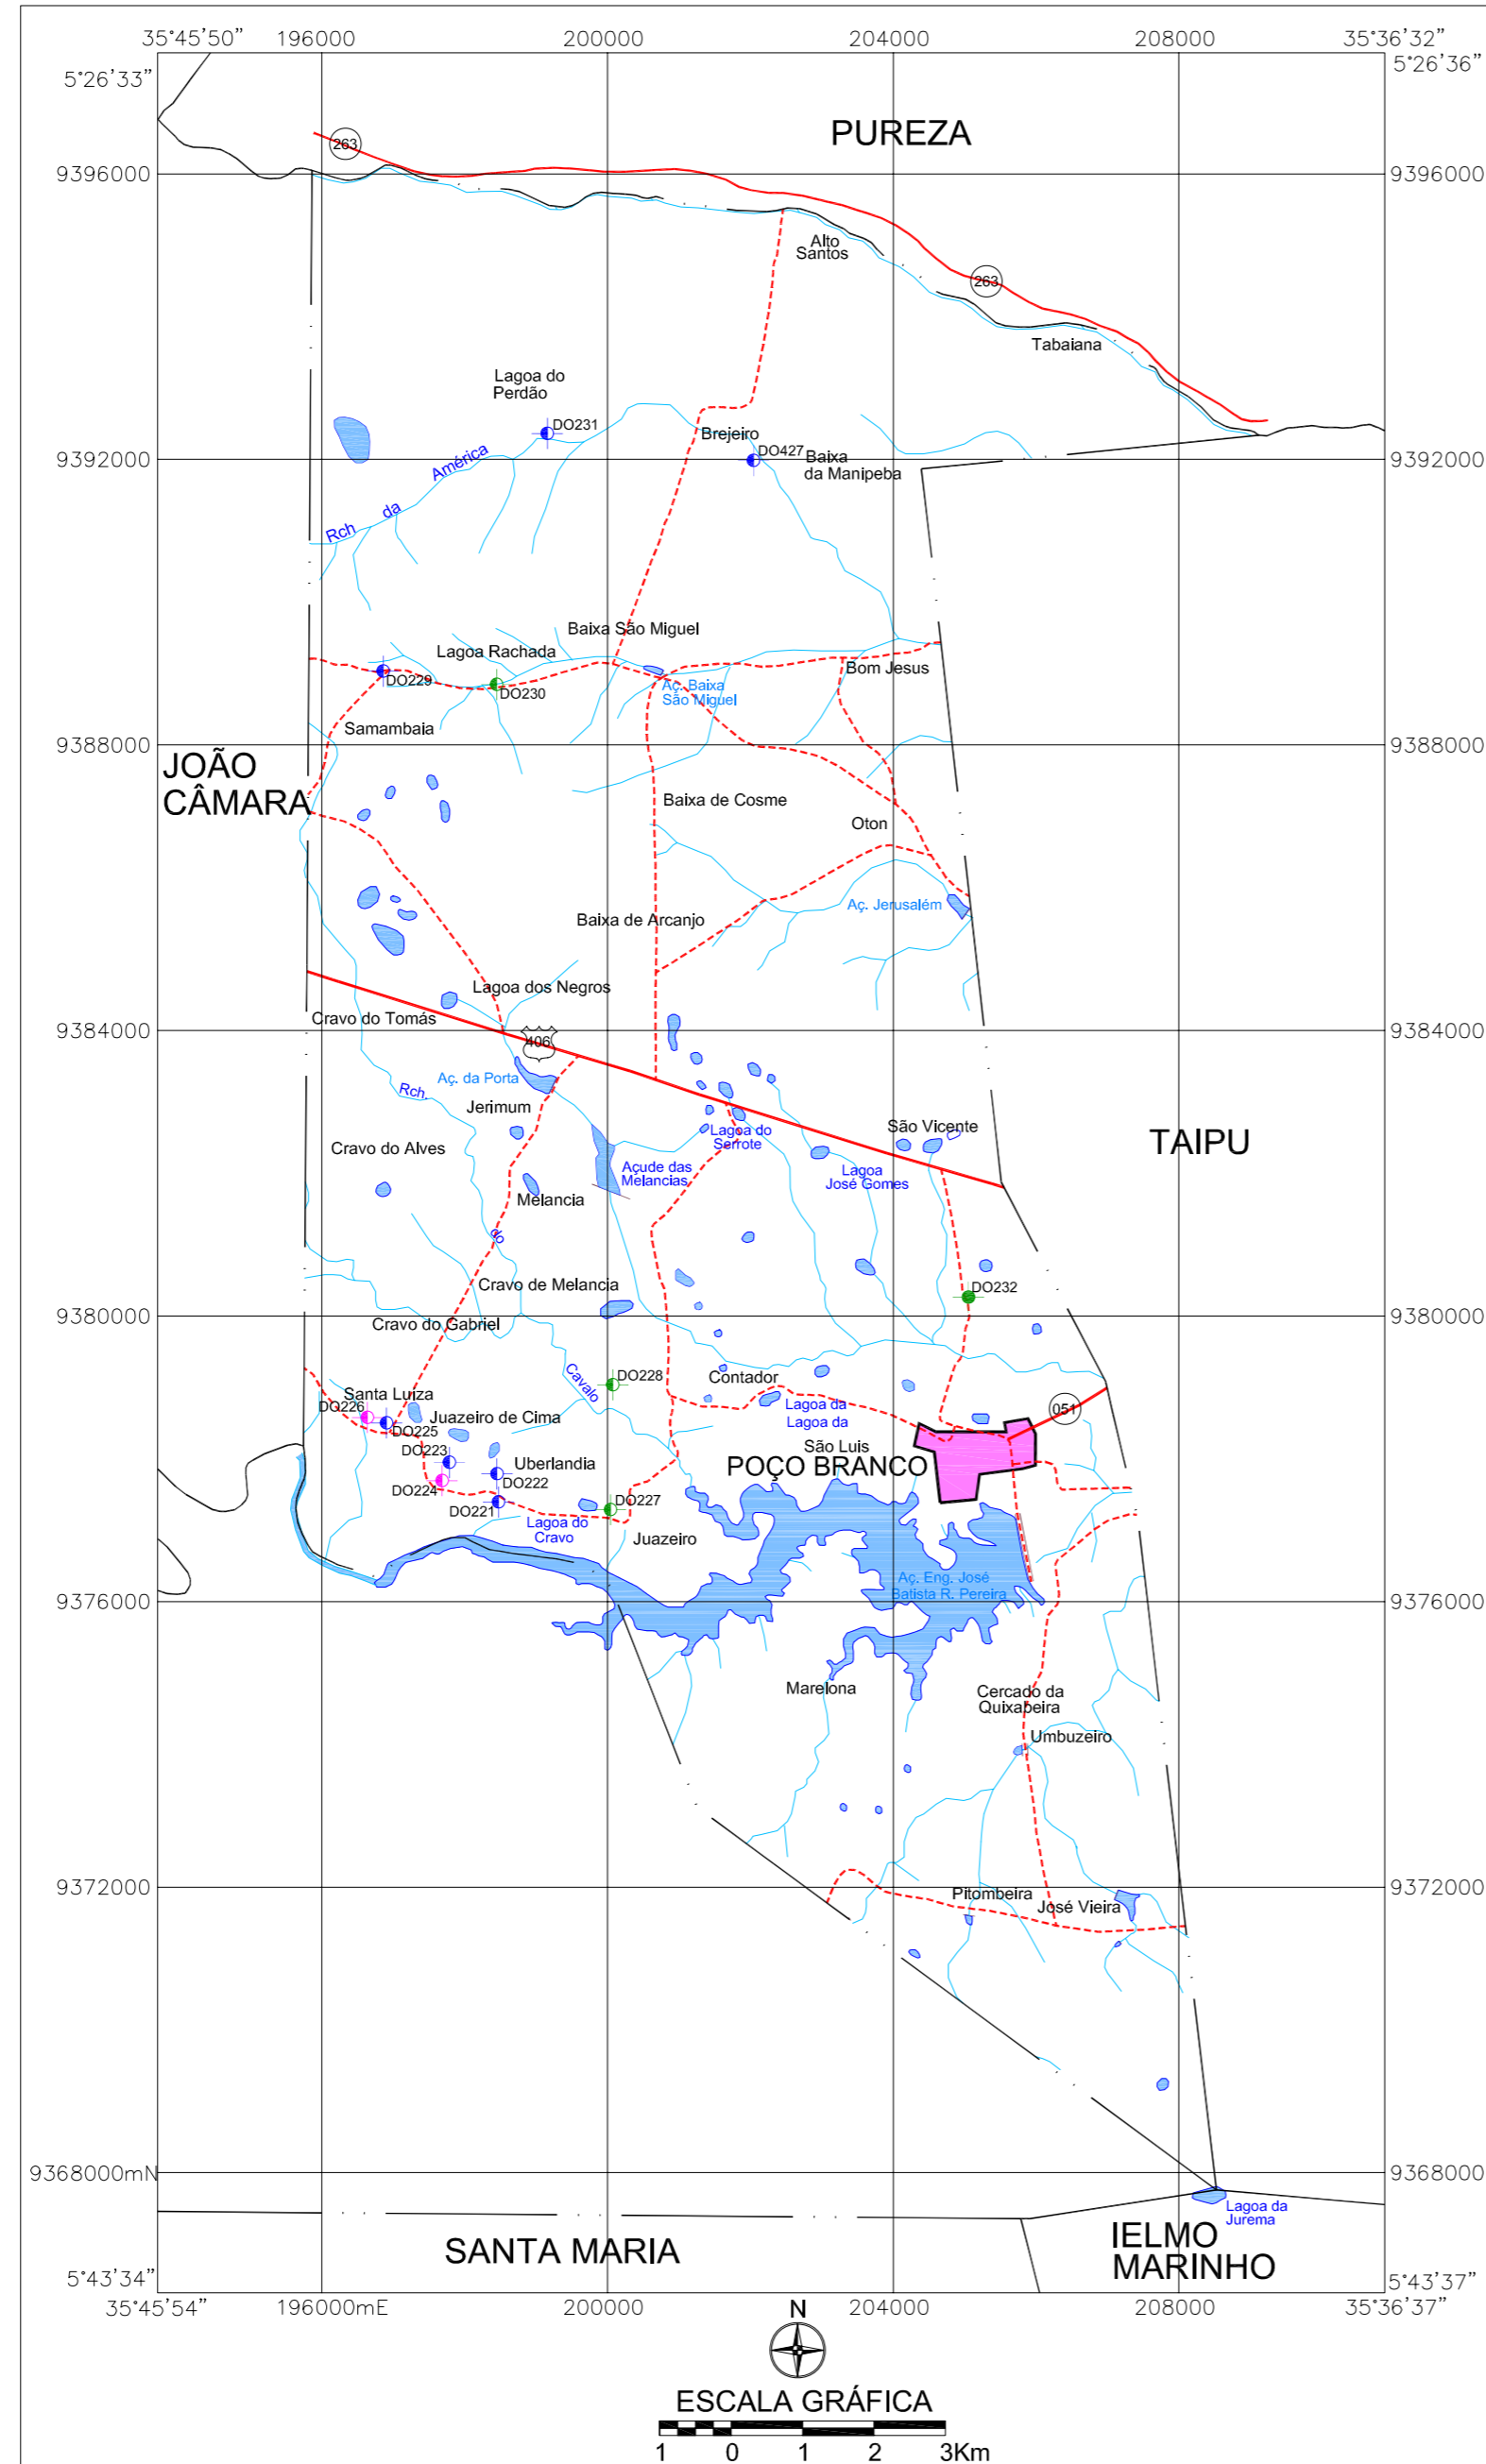 35°45'50" 196000 200000 204000 208000 35°36'32"
5°26'33" 5°26'36"
PUREZA
263
9396000 9396000
Alto
Santos
263
Tabaiana
Lagoa do
Perdão
DO231
Brejeiro
DO427
Baixa
da Manipeba
9392000 9392000
Rch da América
Baixa São Miguel
Lagoa Rachada
Bom Jesus
DO229
DO230
Aç. Baixa
São Miguel
Samambaia
9388000 9388000
JOÃO
CÂMARA
Baixa de Cosme
Oton
Aç. Jerusalém
Baixa de Arcanjo
Lagoa dos Negros
Cravo do Tomás
9384000 9384000
406
Aç. da Porta
Rch.
Jerimum
São Vicente
Lagoa do
Serrote
TAIPU
Cravo do Alves
Açude das
Melancias
Lagoa
José Gomes
Melancia
do
Cravo de Melancia
DO232
9380000 9380000
Cravo do Gabriel
Cavalo
DO228
Contador
Santa Luiza
DO226
Lagoa da
Lagoa da
051
Juazeiro de Cima
DO225
São Luis
DO223
Uberlandia
POÇO BRANCO
DO224
DO222
DO221
DO227
Lagoa do
Cravo
Juazeiro
Aç. Eng. José
Batista R. Pereira
9376000 9376000
Marelona
Cercado da
Quixabeira
Umbuzeiro
9372000 9372000
Pitombeira
José Vieira
9368000mN 9368000
Lagoa da
Jurema
SANTA MARIA
IELMO
MARINHO
5°43'34" 5°43'37"
35°45'54" 196000mE 200000 204000 208000 35°36'37"
N
ESCALA GRÁFICA
1 0 1 2 3Km